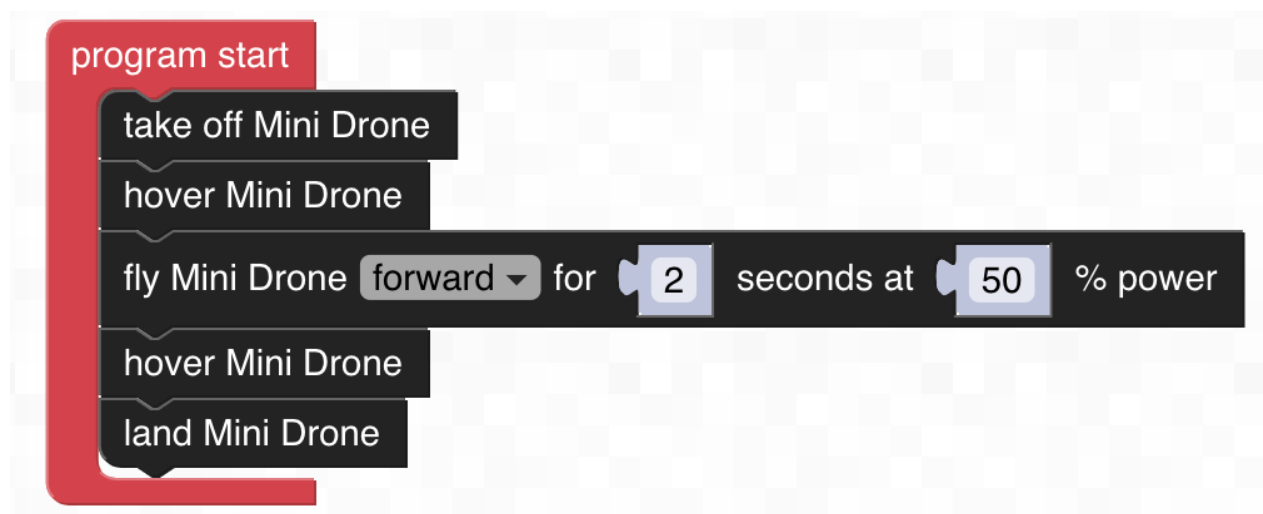 program start
take off Mini Drone
hover Mini Drone
fly Mini Drone forward for 2 seconds at 50 % power
hover Mini Drone
land Mini Drone